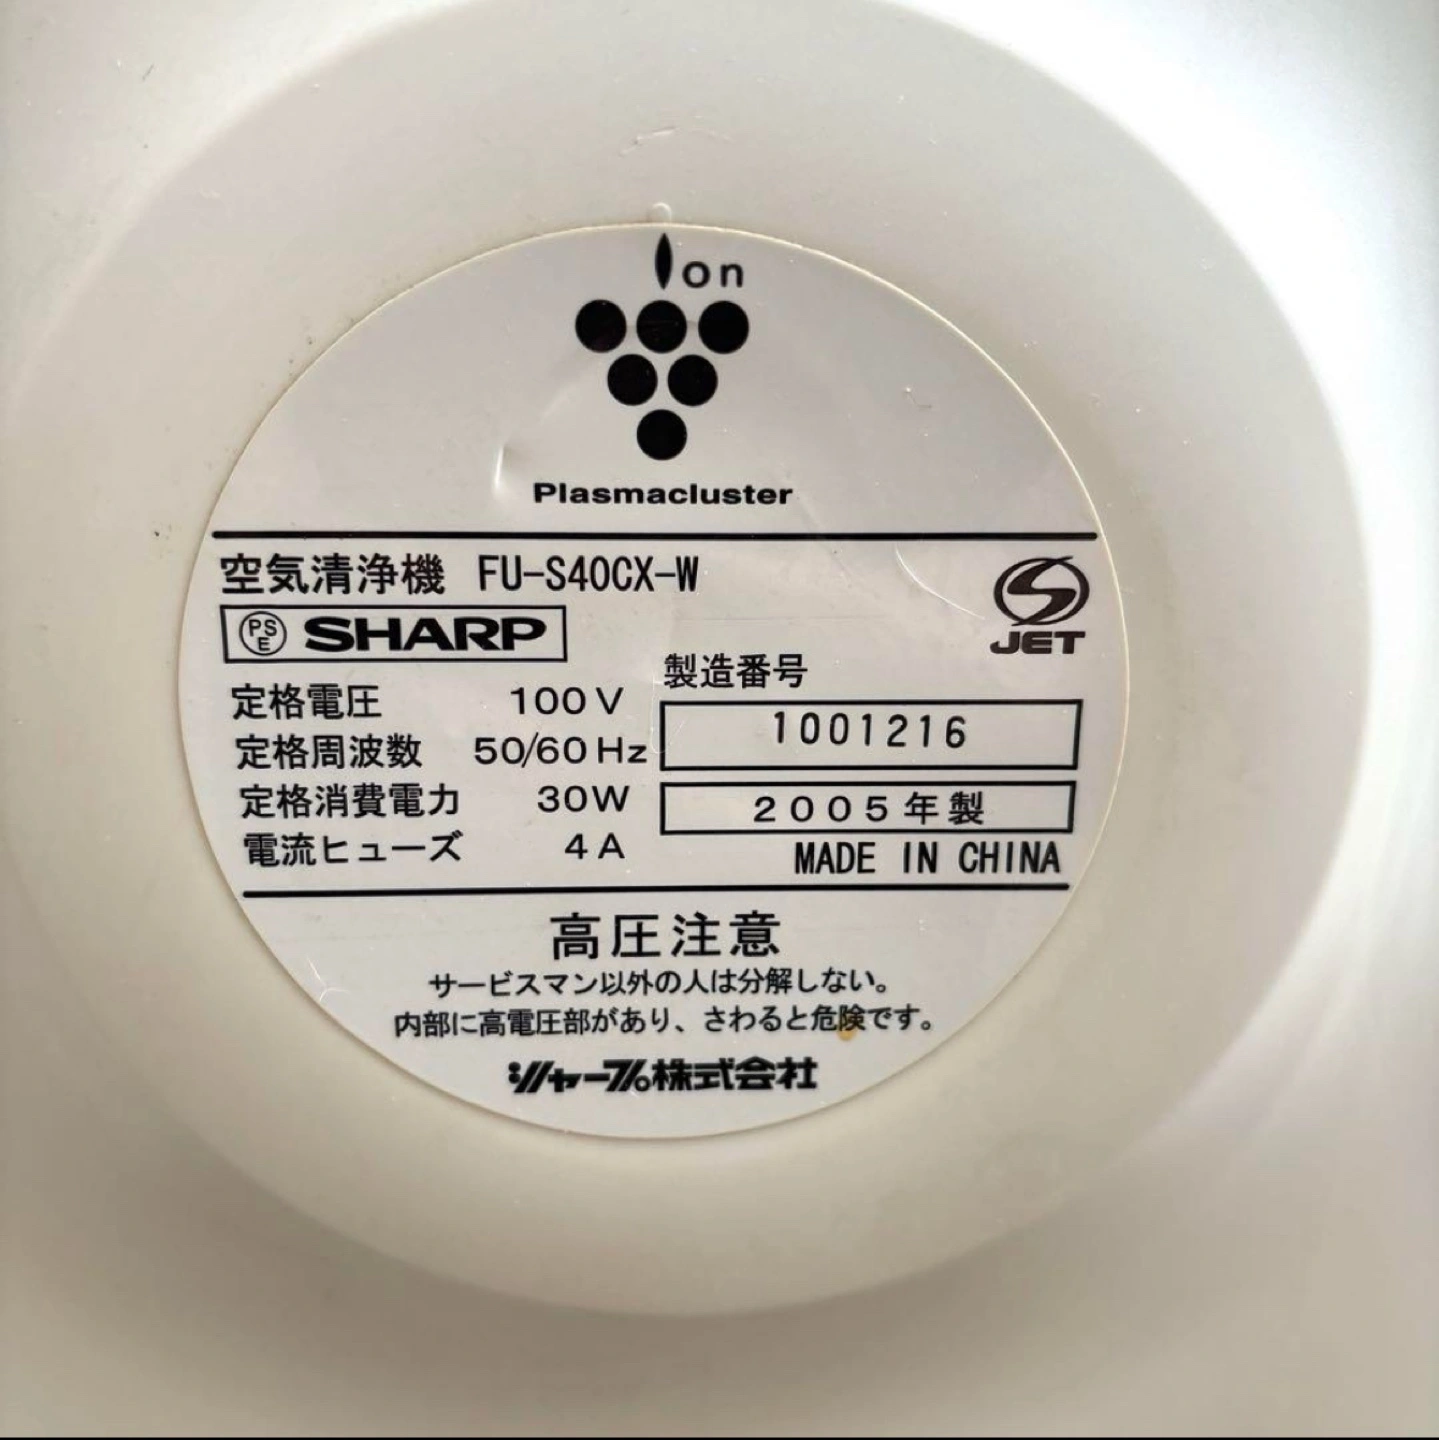 Ion
Plasmacluster
空気清浄機 FU-S40CX-W
PSE SHARP
JET
定格電圧 100V
定格周波数 50/60Hz
定格消費電力 30W
電流ヒューズ 4A
製造番号
1001216
2005年製
MADE IN CHINA
高圧注意
サービスマン以外の人は分解しない。
内部に高電圧部があり、さわると危険です。
シャープ株式会社